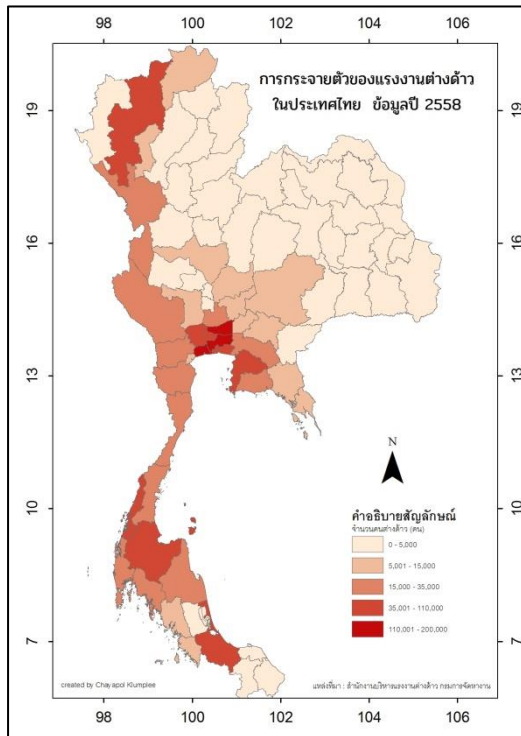 98 100 102 104 106
การกระจายตัวของแรงงานต่างด้าว
ในประเทศไทย ข้อมูลปี 2558
19
19
16
16
13
13
N
10
10
คำอธิบายสัญลักษณ์
จำนวนคนต่างด้าว (คน)
0 - 5,000
5,001 - 15,000
15,000 - 35,000
35,001 - 110,000
110,001 - 200,000
7
7
created by Chayapol Klumplee
แหล่งที่มา : สำนักงานบริหารแรงงานต่างด้าว กรมการจัดหางาน
98 100 102 104 106